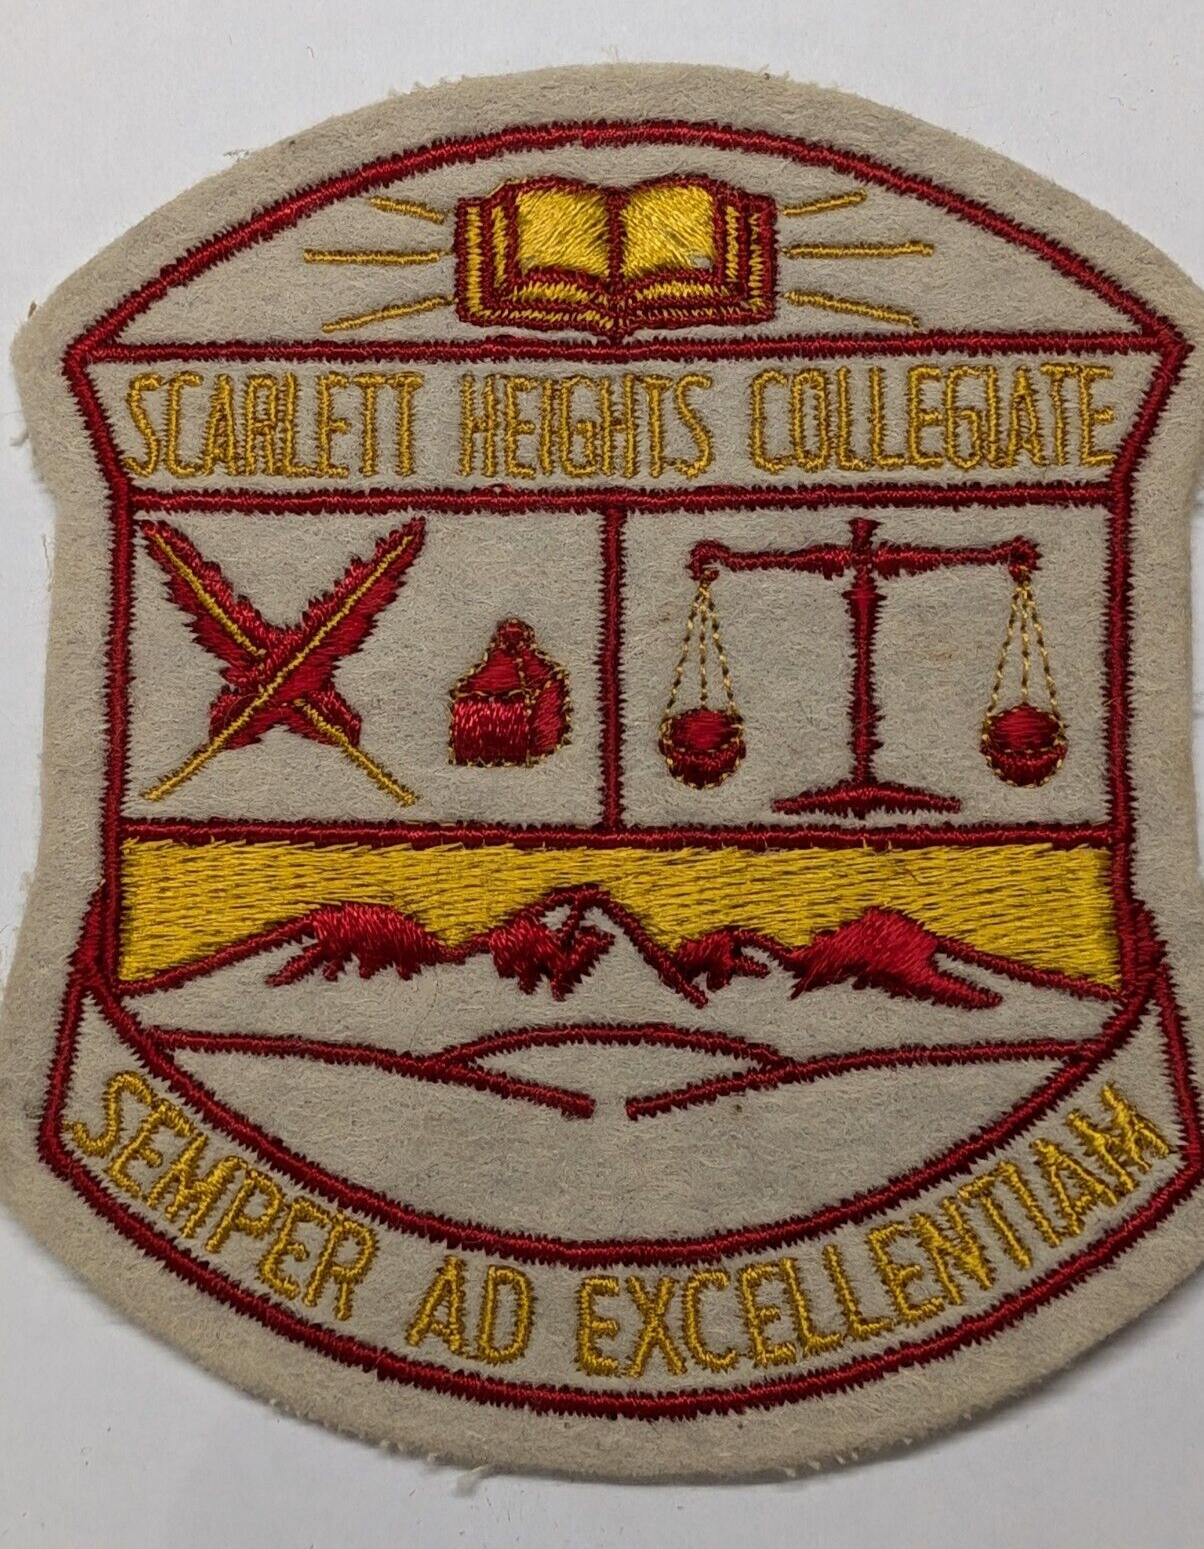 SCARLETT HEIGHTS COLLEGIATE
SEMPER AD EXCELLENTIAM